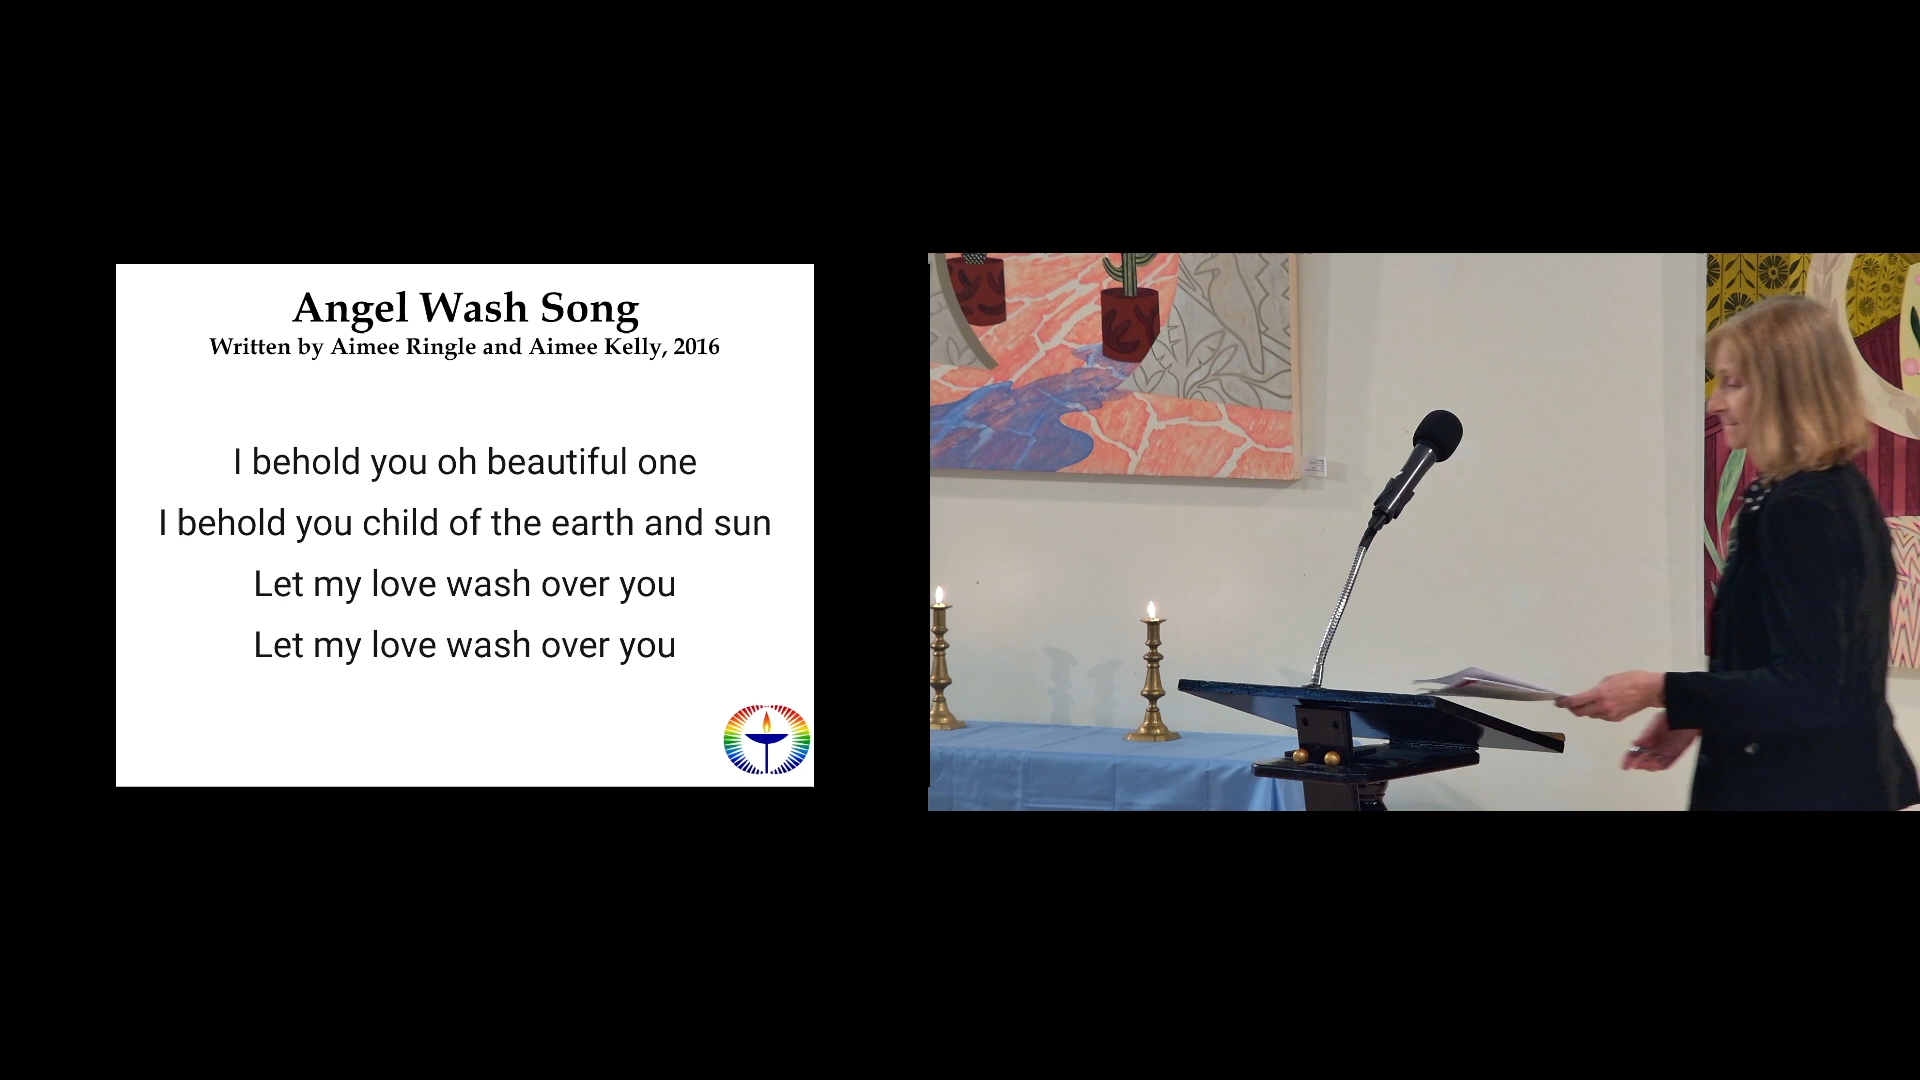 Angel Wash Song
Written by Aimee Ringle and Aimee Kelly, 2016
I behold you oh beautiful one
I behold you child of the earth and sun
Let my love wash over you
Let my love wash over you